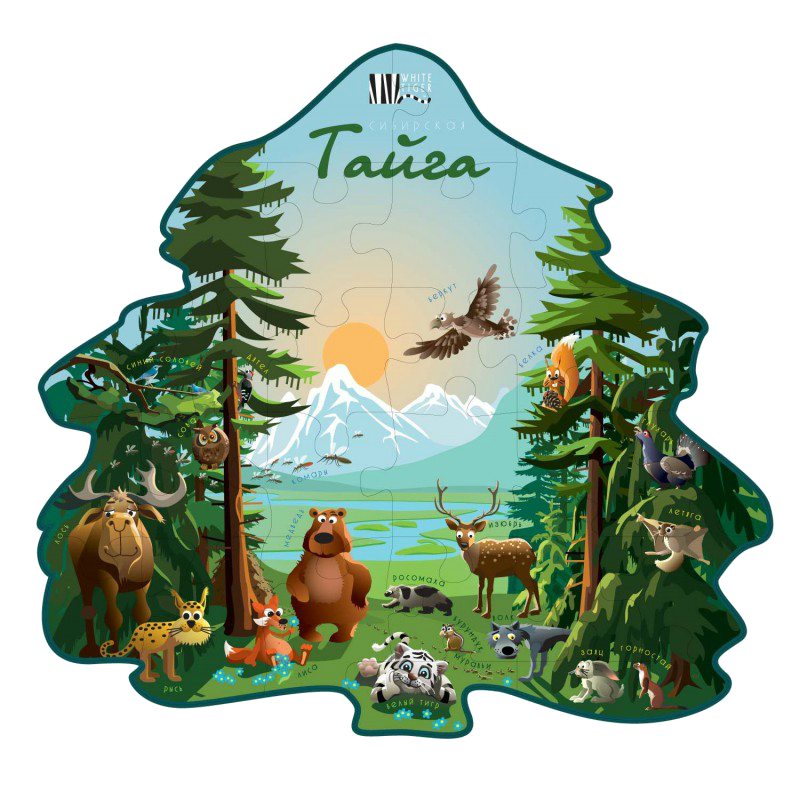 WHITE
TIGER
СИБИРСКАЯ
Тайга
беркут
белка
синий соловей
дятел
сова
глухарь
комары
лось
медведь
изюбрь
летяга
росомаха
волк
бурундук
муравьи
заяц
горностай
рысь
лиса
белый тигр